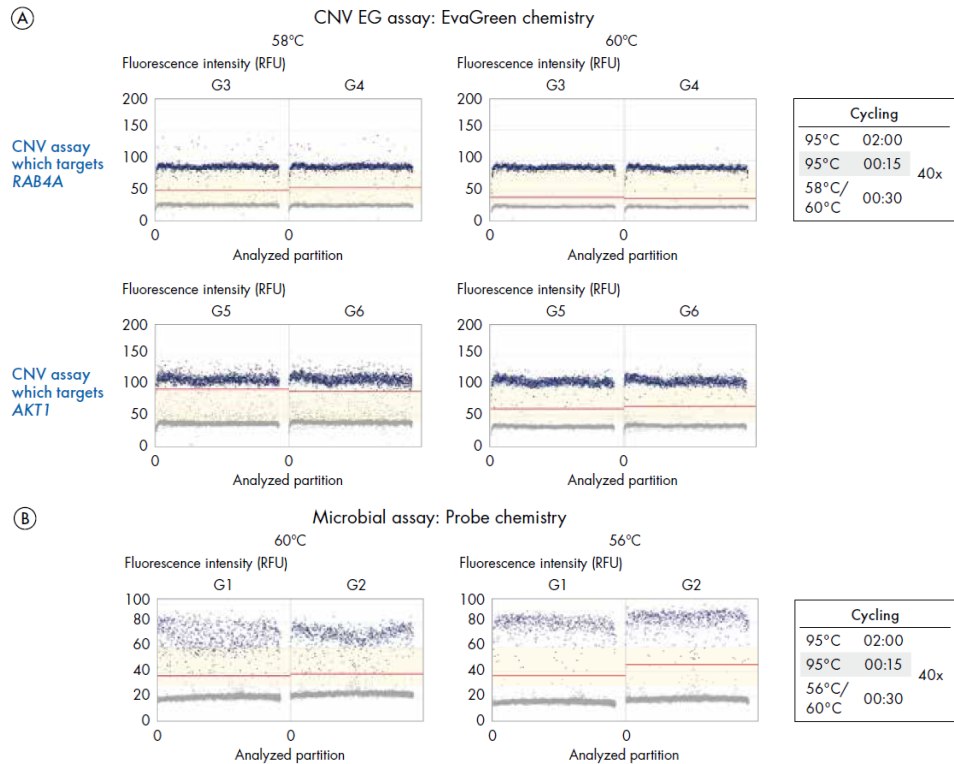 A
CNV EG assay: EvaGreen chemistry
58°C
60°C
Fluorescence intensity (RFU)
Fluorescence intensity (RFU)
G3
G4
G3
G4
200
150
100
50
0
200
150
100
50
0
CNV assay
which targets
RAB4A
0
0
0
0
Analyzed partition
Analyzed partition
Cycling
95°C 02:00
95°C 00:15
40x
58°C/
60°C 00:30
Fluorescence intensity (RFU)
Fluorescence intensity (RFU)
G5
G6
G5
G6
200
150
100
50
0
200
150
100
50
0
CNV assay
which targets
AKT1
0
0
0
0
Analyzed partition
Analyzed partition
B
Microbial assay: Probe chemistry
60°C
56°C
Fluorescence intensity (RFU)
Fluorescence intensity (RFU)
G1
G2
G1
G2
100
80
60
40
20
0
100
80
60
40
20
0
0
0
0
0
Analyzed partition
Analyzed partition
Cycling
95°C 02:00
95°C 00:15
40x
56°C/
60°C 00:30